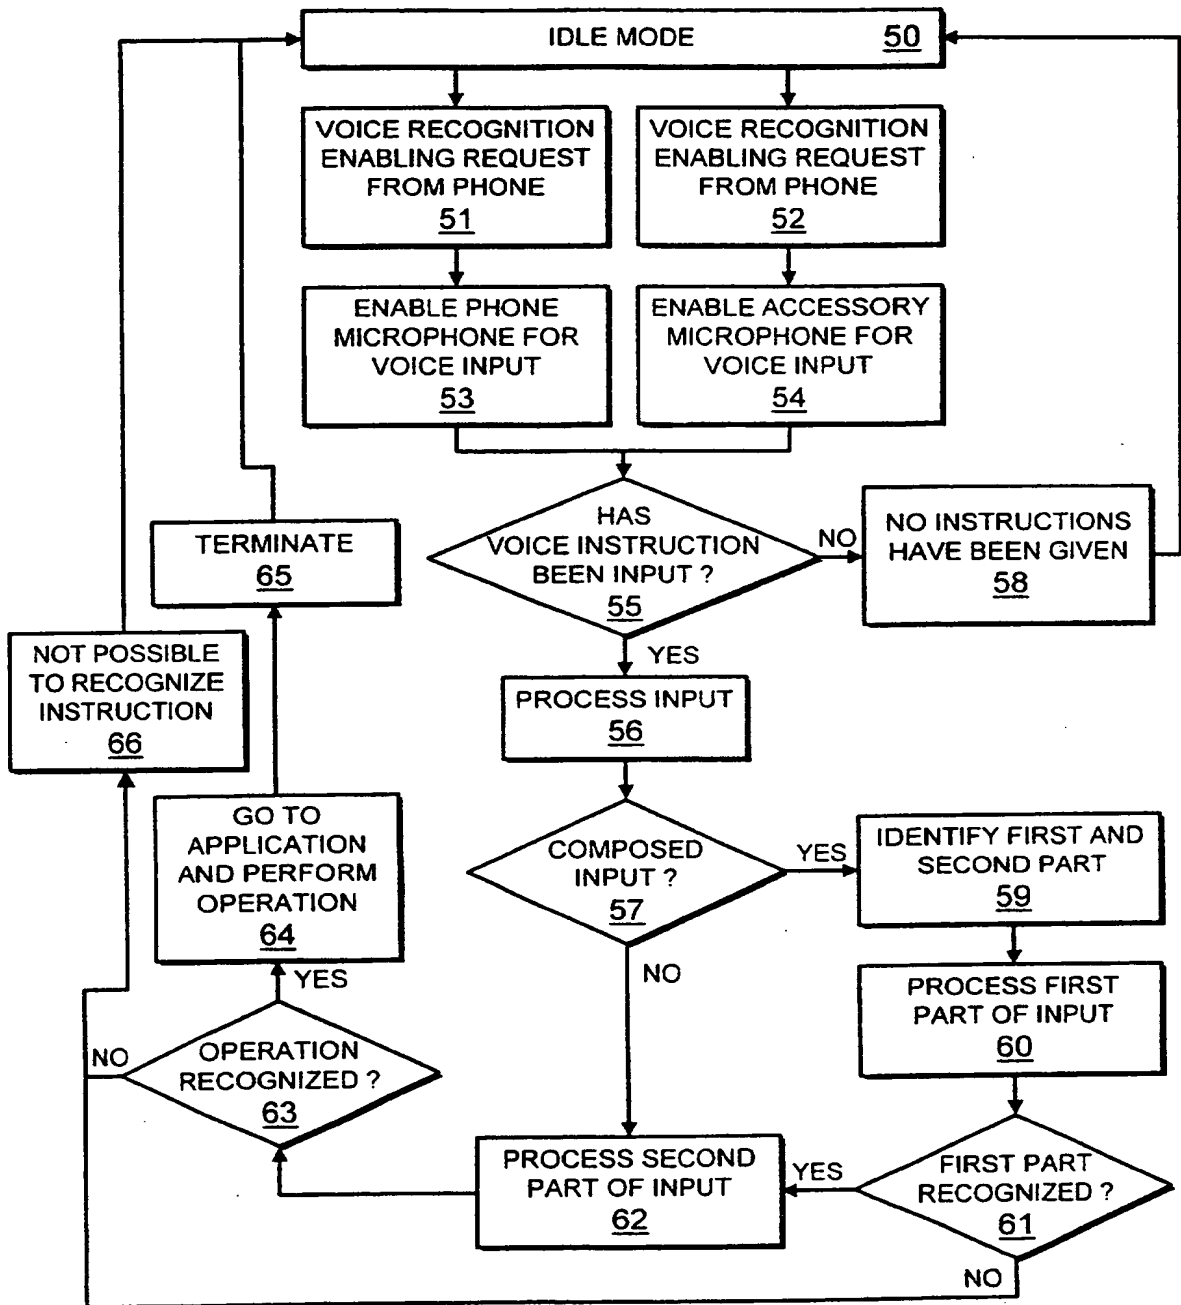 IDLE MODE 50
VOICE RECOGNITION
ENABLING REQUEST
FROM PHONE
51
VOICE RECOGNITION
ENABLING REQUEST
FROM PHONE
52
ENABLE PHONE
MICROPHONE FOR
VOICE INPUT
53
ENABLE ACCESSORY
MICROPHONE FOR
VOICE INPUT
54
HAS
VOICE INSTRUCTION
BEEN INPUT ?
55
NO
NO INSTRUCTIONS
HAVE BEEN GIVEN
58
TERMINATE
65
YES
NOT POSSIBLE
TO RECOGNIZE
INSTRUCTION
66
PROCESS INPUT
56
GO TO
APPLICATION
AND PERFORM
OPERATION
64
COMPOSED
INPUT ?
57
YES
IDENTIFY FIRST AND
SECOND PART
59
NO
YES
PROCESS FIRST
PART OF INPUT
60
NO
OPERATION
RECOGNIZED ?
63
PROCESS SECOND
PART OF INPUT
62
YES
FIRST PART
RECOGNIZED ?
61
NO